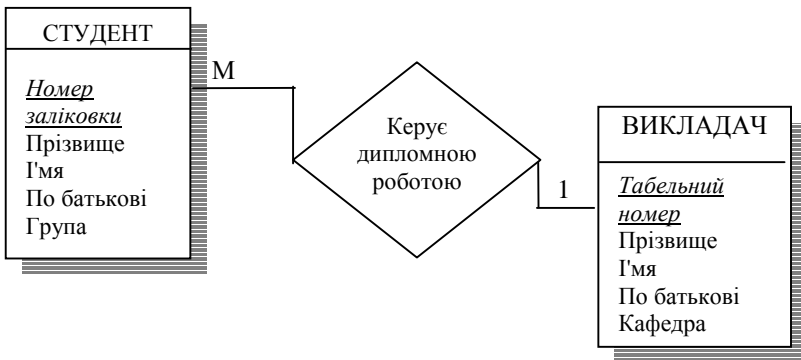 СТУДЕНТ
Номер
заліковки
Прізвище
І'мя
По батькові
Група
М
Керує
дипломною
роботою
1
ВИКЛАДАЧ
Табельний
номер
Прізвище
І'мя
По батькові
Кафедра